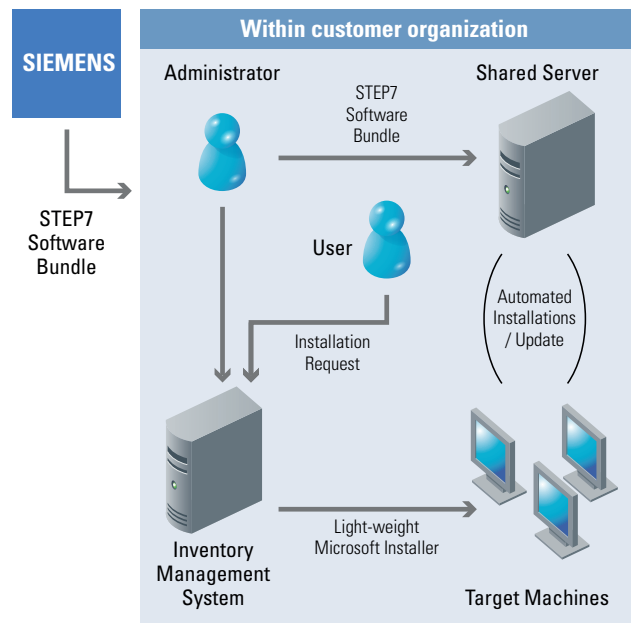 Within customer organization
SIEMENS
Administrator
Shared Server
STEP7
Software
Bundle
STEP7
Software
Bundle
User
Automated
Installations
/ Update
Installation
Request
Light-weight
Microsoft Installer
Inventory
Management
System
Target Machines